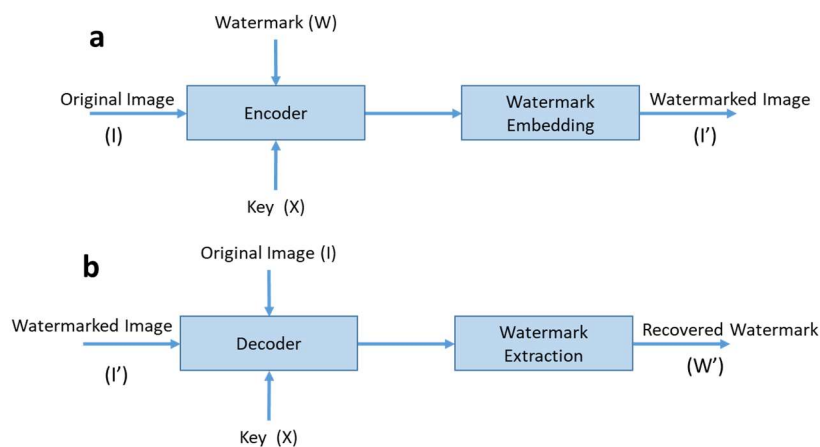 a
Watermark (W)
Original Image
(I)
Encoder
Watermark
Embedding
Watermarked Image
(I’)
Key (X)
b
Original Image (I)
Watermarked Image
(I’)
Decoder
Watermark
Extraction
Recovered Watermark
(W’)
Key (X)